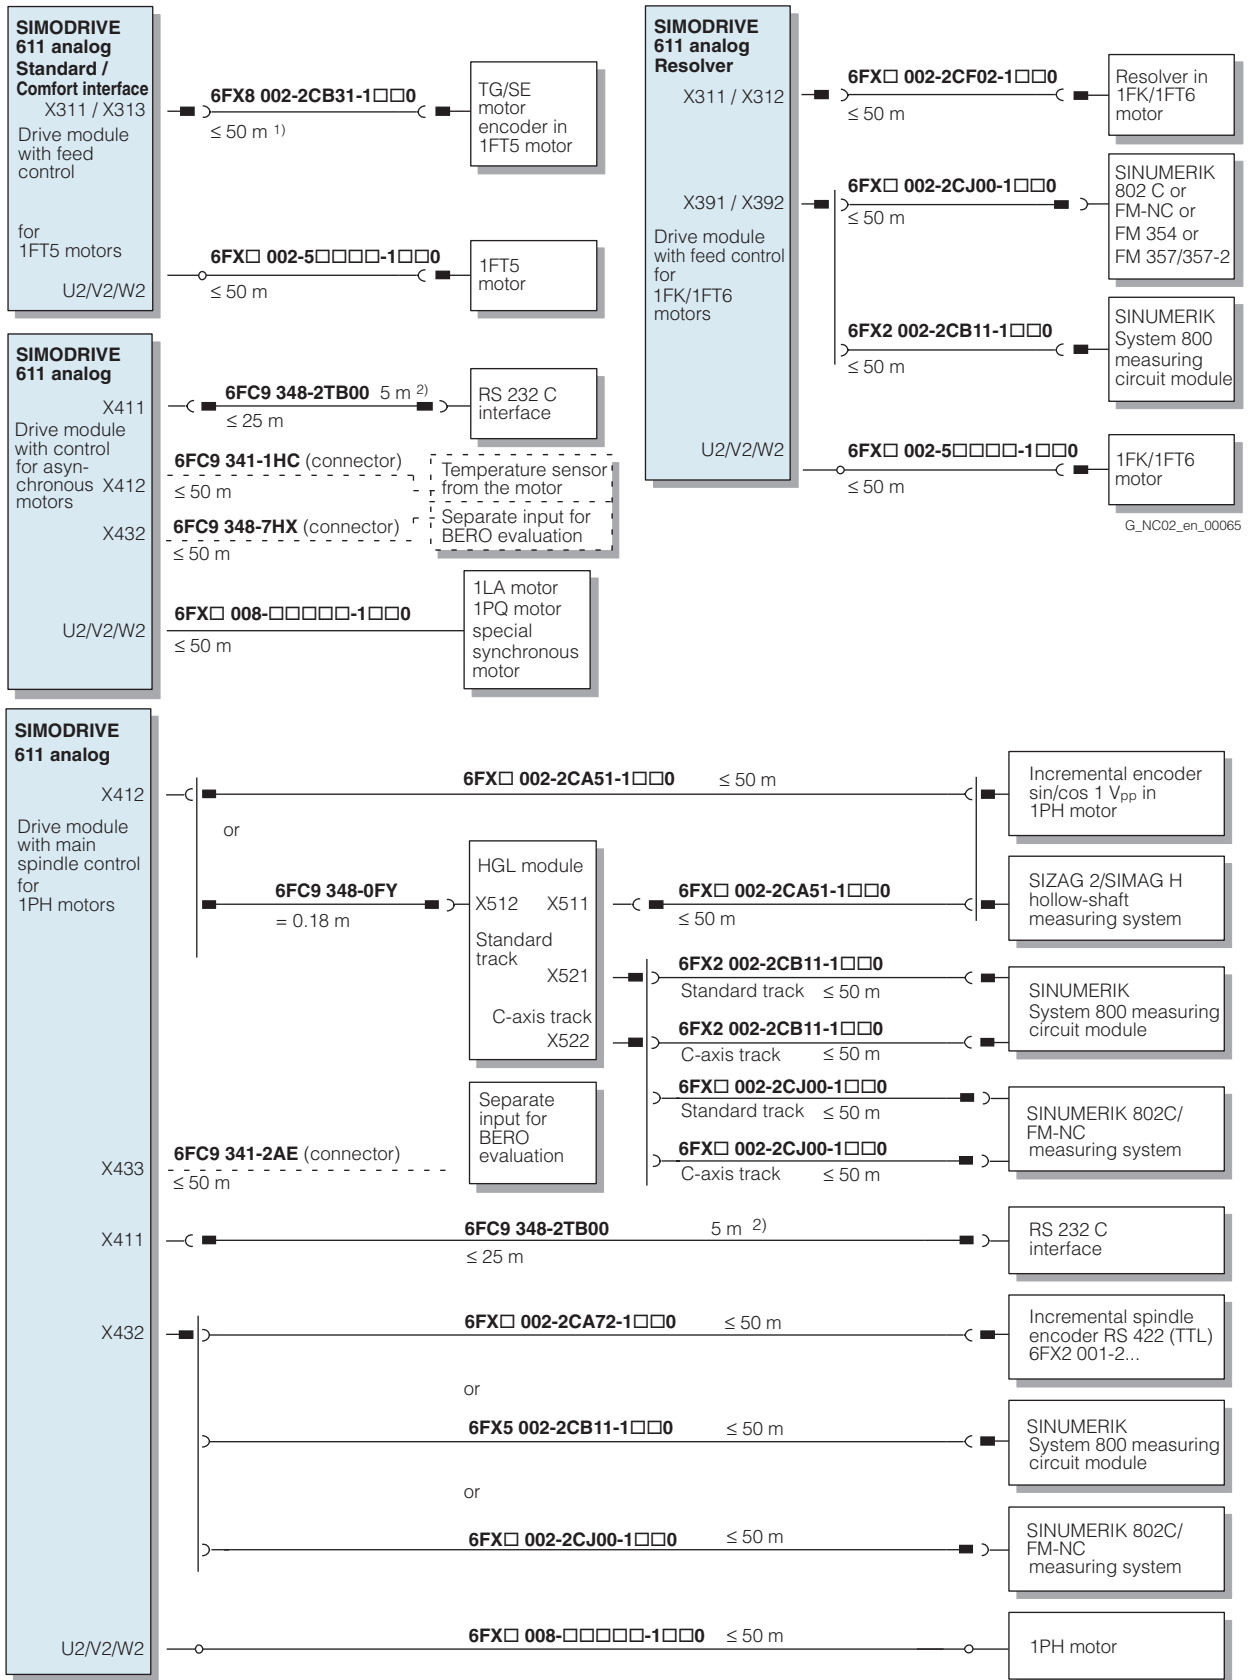 SIMODRIVE
611 analog
Standard /
Comfort interface
X311 / X313
Drive module
with feed
control
for
1FT5 motors
U2/V2/W2
6FX8 002-2CB31-1□□0
≤ 50 m 1)
TG/SE
motor
encoder in
1FT5 motor
6FX□ 002-5□□□□-1□□0
≤ 50 m
1FT5
motor
SIMODRIVE
611 analog
Resolver
X311 / X312
X391 / X392
Drive module
with feed control
for
1FK/1FT6
motors
U2/V2/W2
6FX□ 002-2CF02-1□□0
≤ 50 m
Resolver in
1FK/1FT6
motor
6FX□ 002-2CJ00-1□□0
≤ 50 m
SINUMERIK
802 C or
FM-NC or
FM 354 or
FM 357/357-2
6FX2 002-2CB11-1□□0
≤ 50 m
SINUMERIK
System 800
measuring
circuit module
6FX□ 002-5□□□□-1□□0
≤ 50 m
1FK/1FT6
motor
G_NC02_en_00065
SIMODRIVE
611 analog
X411
Drive module
with control
for asyn-
chronous
motors
X412
X432
U2/V2/W2
6FC9 348-2TB00 5 m 2)
≤ 25 m
RS 232 C
interface
6FC9 341-1HC (connector)
≤ 50 m
Temperature sensor
from the motor
6FC9 348-7HX (connector)
≤ 50 m
Separate input for
BERO evaluation
6FX□ 008-□□□□□-1□□0
≤ 50 m
1LA motor
1PQ motor
special
synchronous
motor
SIMODRIVE
611 analog
X412
Drive module
with main
spindle control
for
1PH motors
X433
X411
X432
U2/V2/W2
6FX□ 002-2CA51-1□□0 ≤ 50 m
Incremental encoder
sin/cos 1 Vpp in
1PH motor
or
6FC9 348-0FY
= 0.18 m
HGL module
X512 X511
Standard
track
X521
C-axis track
X522
6FX□ 002-2CA51-1□□0
≤ 50 m
SIZAG 2/SIMAG H
hollow-shaft
measuring system
6FX2 002-2CB11-1□□0
Standard track ≤ 50 m
6FX2 002-2CB11-1□□0
C-axis track ≤ 50 m
SINUMERIK
System 800 measuring
circuit module
6FX□ 002-2CJ00-1□□0
Standard track ≤ 50 m
6FX□ 002-2CJ00-1□□0
C-axis track ≤ 50 m
SINUMERIK 802C/
FM-NC
measuring system
6FC9 341-2AE (connector)
≤ 50 m
Separate
input for
BERO
evaluation
6FC9 348-2TB00 5 m 2)
≤ 25 m
RS 232 C
interface
6FX□ 002-2CA72-1□□0 ≤ 50 m
Incremental spindle
encoder RS 422 (TTL)
6FX2 001-2...
or
6FX5 002-2CB11-1□□0 ≤ 50 m
SINUMERIK
System 800 measuring
circuit module
or
6FX□ 002-2CJ00-1□□0 ≤ 50 m
SINUMERIK 802C/
FM-NC
measuring system
6FX□ 008-□□□□□-1□□0 ≤ 50 m
1PH motor